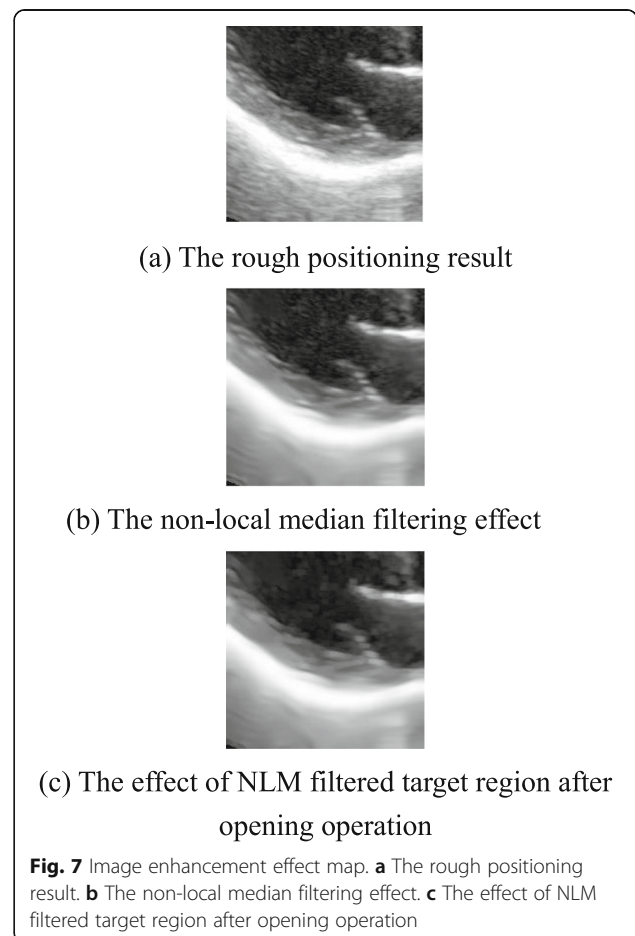 (a) The rough positioning result
(b) The non-local median filtering effect
(c) The effect of NLM filtered target region after
opening operation
Fig. 7 Image enhancement effect map. a The rough positioning
result. b The non-local median filtering effect. c The effect of NLM
filtered target region after opening operation